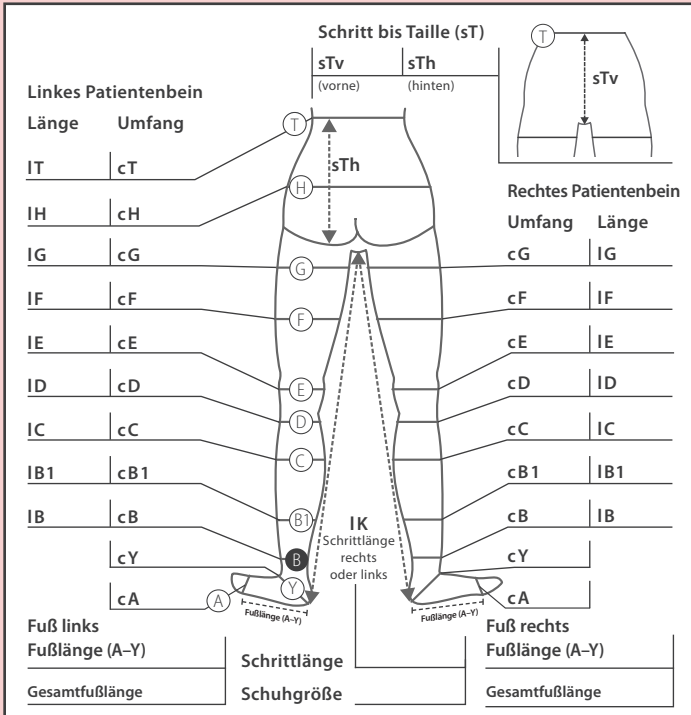 Schritt bis Taille (sT)
sTv sTh
(vorne) (hinten)
T
sTv
Linkes Patientenbein
Länge Umfang
T
sTh
lT cT
H
lH cH
Rechtes Patientenbein
Umfang Länge
lG cG G cG lG
lF cF F cF lF
lE cE E cE lE
lD cD D cD lD
lC cC C cC lC
lB1 cB1 B1 cB1 lB1
lB cB B cB lB
lK
Schrittlänge
rechts
oder links
cY Y cY
cA A cA
Fußlänge (A–Y) Fußlänge (A–Y)
Fuß links
Fußlänge (A–Y)
Gesamtfußlänge
Schrittlänge
Schuhgröße
Fuß rechts
Fußlänge (A–Y)
Gesamtfußlänge